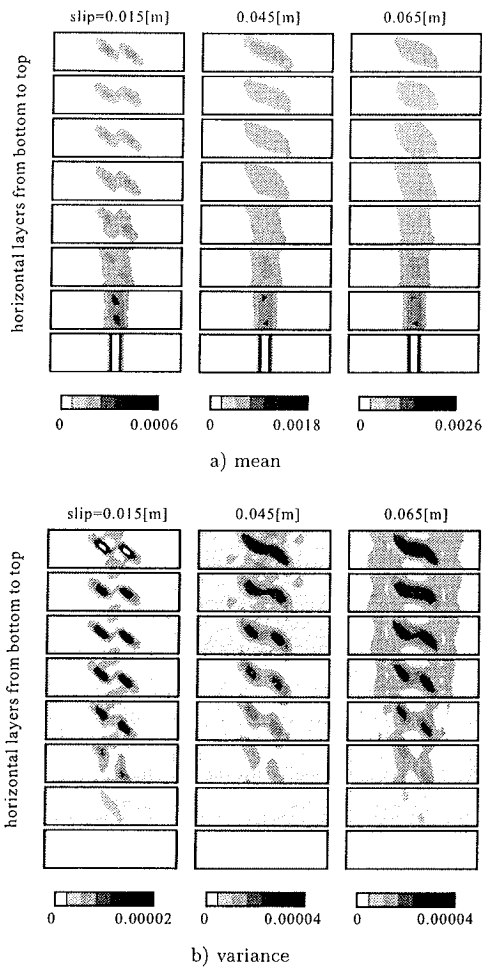 slip=0.015[m] 0.045[m] 0.065[m]
horizontal layers from bottom to top
0 0.0006 0 0.0018 0 0.0026
a) mean
slip=0.015[m] 0.045[m] 0.065[m]
horizontal layers from bottom to top
0 0.00002 0 0.00004 0 0.00004
b) variance